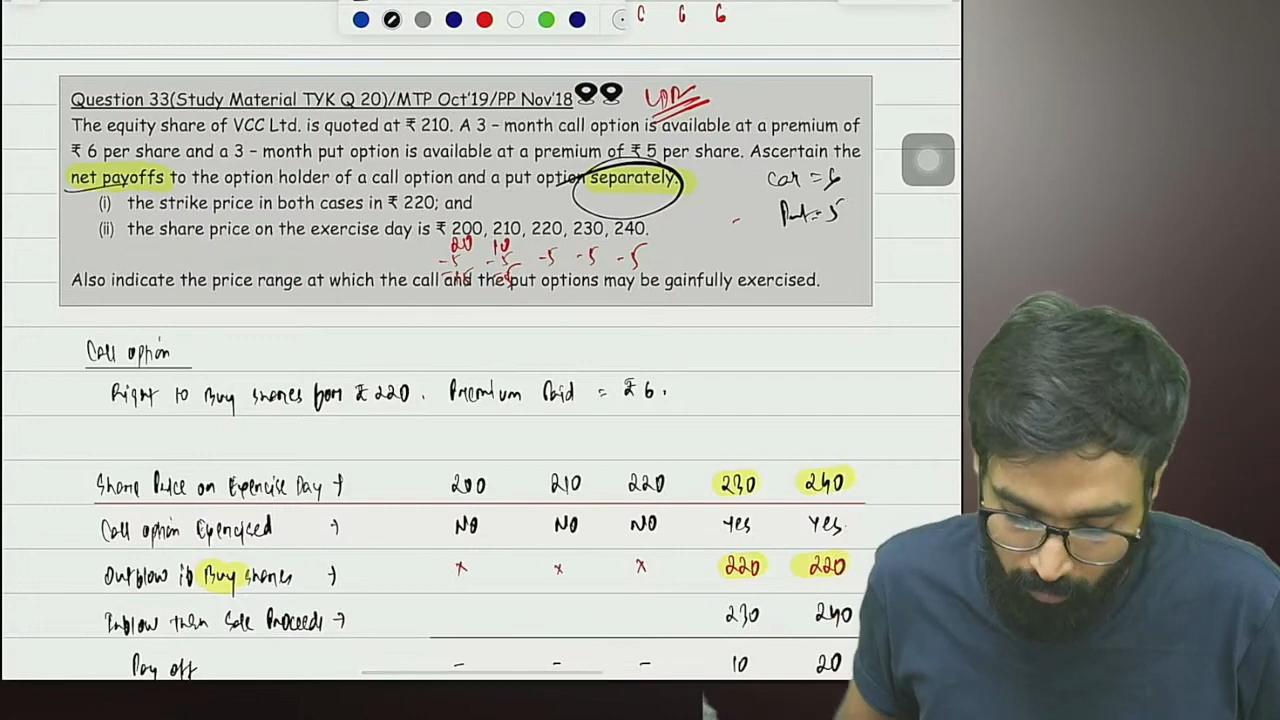 6 6 6
Question 33(Study Material TYK Q 20)/MTP Oct'19/PP Nov'18
The equity share of VCC Ltd. is quoted at ₹ 210. A 3 – month call option is available at a premium of
₹ 6 per share and a 3 – month put option is available at a premium of ₹ 5 per share. Ascertain the
net payoffs to the option holder of a call option and a put option separately.
Call = 6
(i) the strike price in both cases in ₹ 220; and
Put = 5
(ii) the share price on the exercise day is ₹ 200, 210, 220, 230, 240.
20 10
-5 -5 -5 -5 -5
Also indicate the price range at which the call and the put options may be gainfully exercised.
Call option
Right to Buy shares for ₹ 220. Premium Paid = ₹ 6.
Share Price on Exercise Day → 200 210 220 230 240
Call option Exercised → NO NO NO Yes Yes.
Outflow to Buy shares → x x x 220 220
Inflow then Sale Proceeds → 230 240
Pay off - - - 10 20